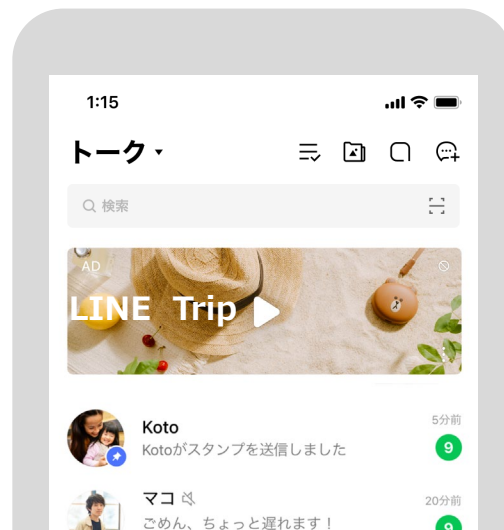 1:15
トーク
検索
AD
LINE Trip
Koto
5分前
Kotoがスタンプを送信しました
9
マコ
20分前
ごめん、ちょっと遅れます！
9